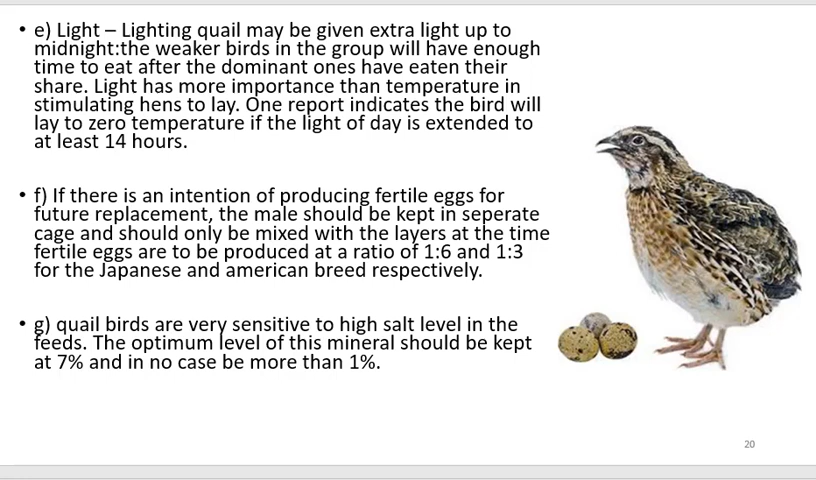 • e) Light – Lighting quail may be given extra light up to
midnight:the weaker birds in the group will have enough
time to eat after the dominant ones have eaten their
share. Light has more importance than temperature in
stimulating hens to lay. One report indicates the bird will
lay to zero temperature if the light of day is extended to
at least 14 hours.
• f) If there is an intention of producing fertile eggs for
future replacement, the male should be kept in seperate
cage and should only be mixed with the layers at the time
fertile eggs are to be produced at a ratio of 1:6 and 1:3
for the Japanese and american breed respectively.
• g) quail birds are very sensitive to high salt level in the
feeds. The optimum level of this mineral should be kept
at 7% and in no case be more than 1%.
20